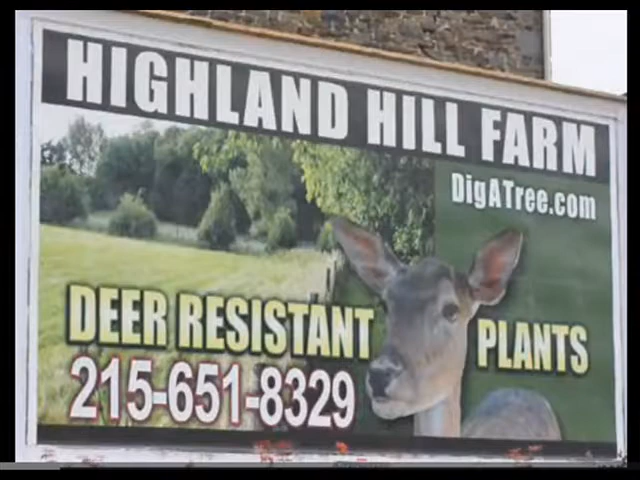 HIGHLAND HILL FARM
DigATree.com
DEER RESISTANT PLANTS
215-651-8329